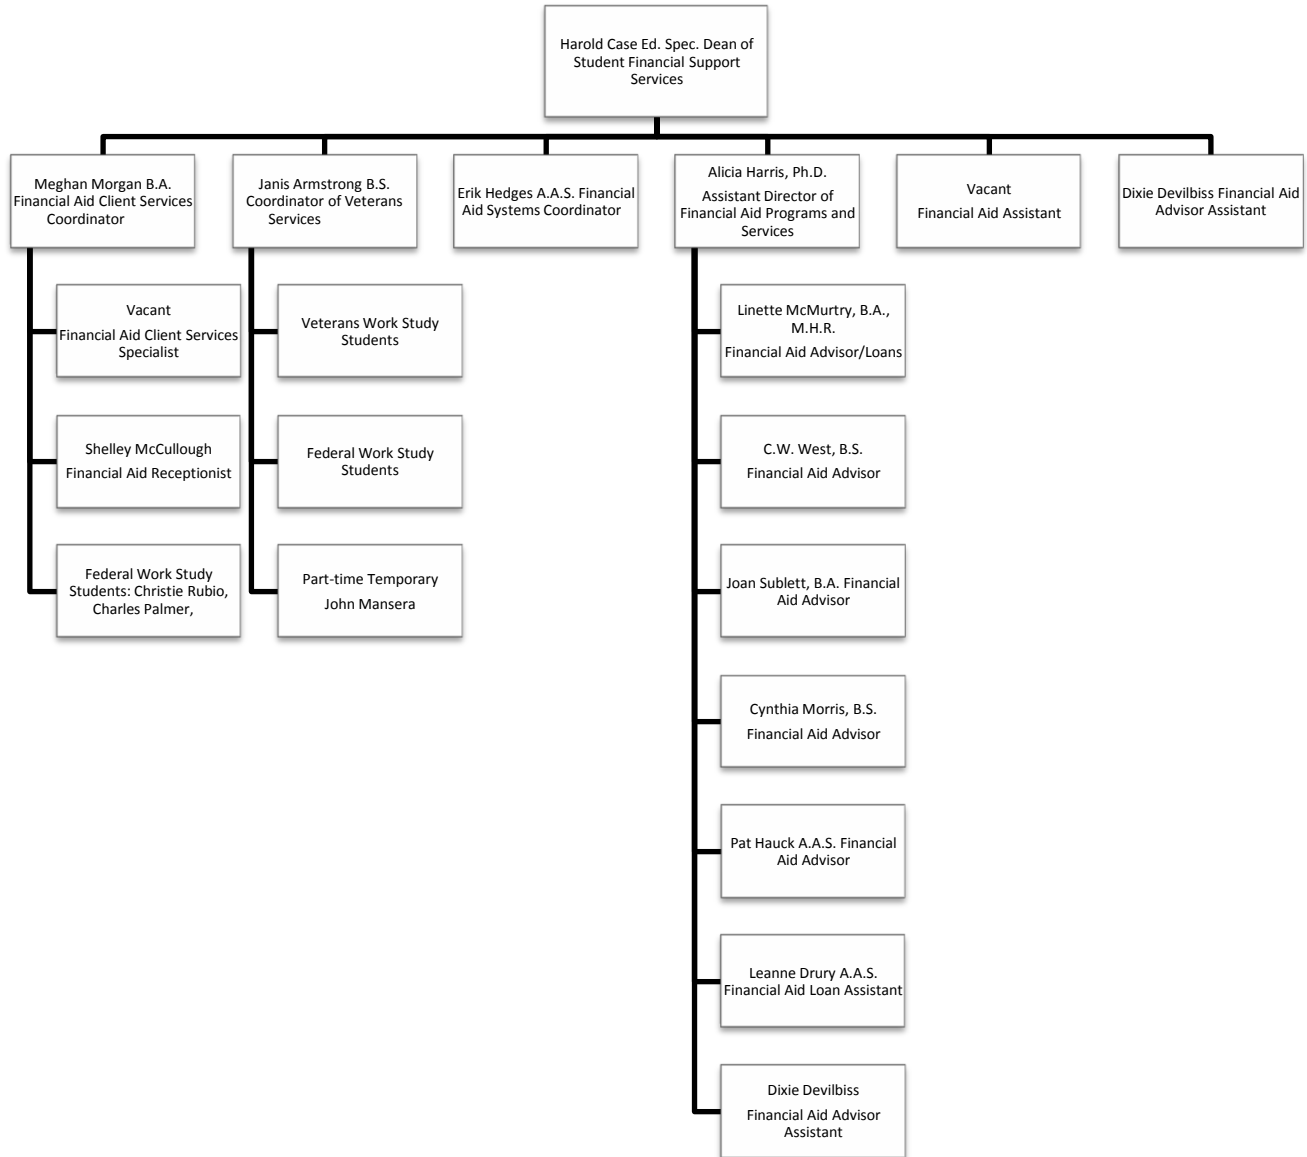 Harold Case Ed. Spec. Dean of
Student Financial Support
Services
Meghan Morgan B.A.
Financial Aid Client Services
Coordinator
Janis Armstrong B.S.
Coordinator of Veterans
Services
Erik Hedges A.A.S. Financial
Aid Systems Coordinator
Alicia Harris, Ph.D.
Assistant Director of
Financial Aid Programs and
Services
Vacant
Financial Aid Assistant
Dixie Devilbiss Financial Aid
Advisor Assistant
Vacant
Financial Aid Client Services
Specialist
Shelley McCullough
Financial Aid Receptionist
Federal Work Study
Students: Christie Rubio,
Charles Palmer,
Veterans Work Study
Students
Federal Work Study
Students
Part-time Temporary
John Mansera
Linette McMurtry, B.A.,
M.H.R.
Financial Aid Advisor/Loans
C.W. West, B.S.
Financial Aid Advisor
Joan Sublett, B.A. Financial
Aid Advisor
Cynthia Morris, B.S.
Financial Aid Advisor
Pat Hauck A.A.S. Financial
Aid Advisor
Leanne Drury A.A.S.
Financial Aid Loan Assistant
Dixie Devilbiss
Financial Aid Advisor
Assistant